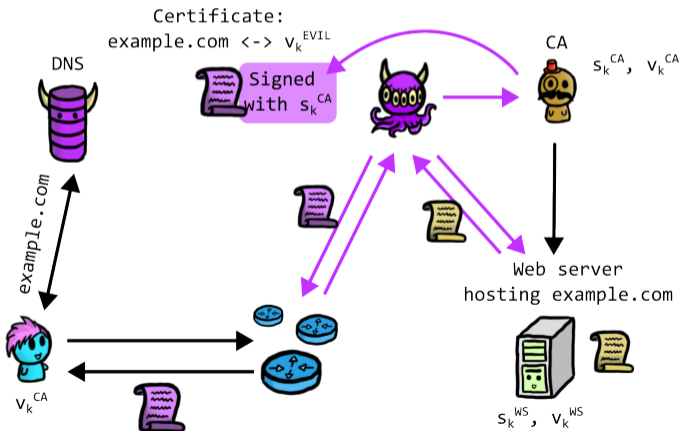 Certificate:
example.com <-> vₖᴱⱽᴵᴸ
DNS
Signed
with sₖᶜᴬ
CA
sₖᶜᴬ, vₖᶜᴬ
example.com
Web server
hosting example.com
vₖᶜᴬ
sₖᵂˢ, vₖᵂˢ